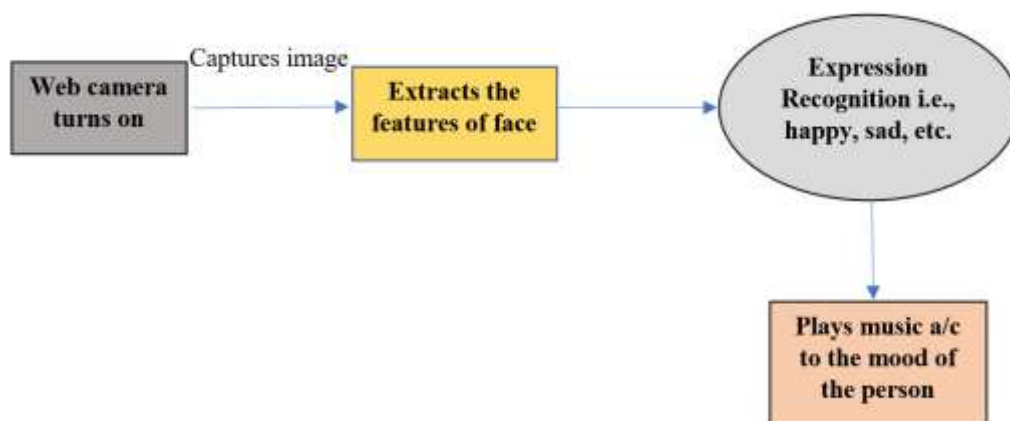 Web camera
turns on
Captures image
Extracts the
features of face
Expression
Recognition i.e.,
happy, sad, etc.
Plays music a/c
to the mood of
the person